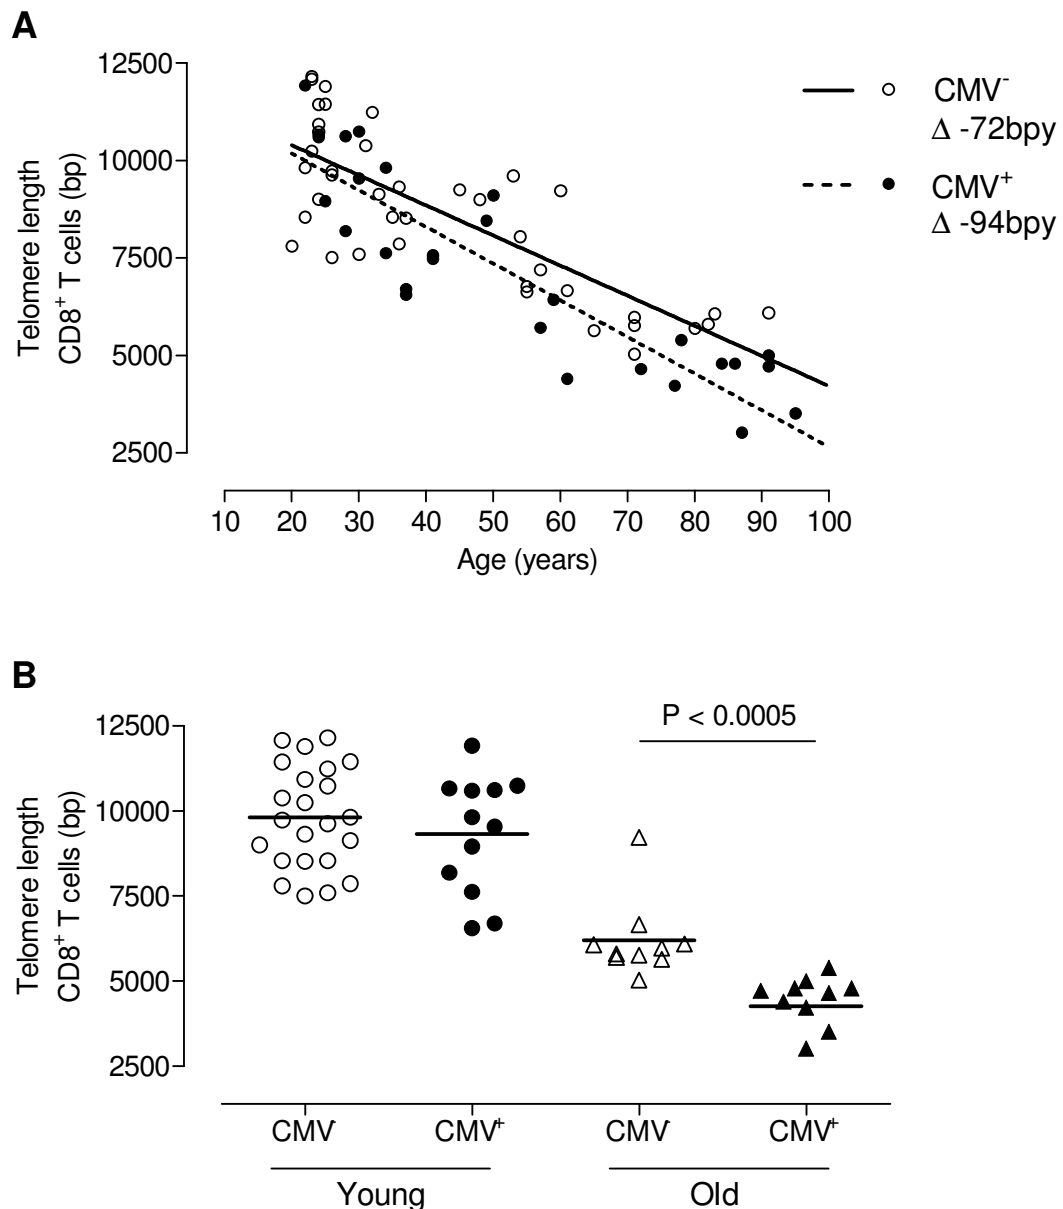 A
12500
10000
7500
5000
2500
Telomere length
CD8⁺ T cells (bp)
10 20 30 40 50 60 70 80 90 100
Age (years)
CMV⁻
Δ -72bpy
CMV⁺
Δ -94bpy
B
P < 0.0005
12500
10000
7500
5000
2500
Telomere length
CD8⁺ T cells (bp)
CMV⁻ CMV⁺ CMV⁻ CMV⁺
Young Old